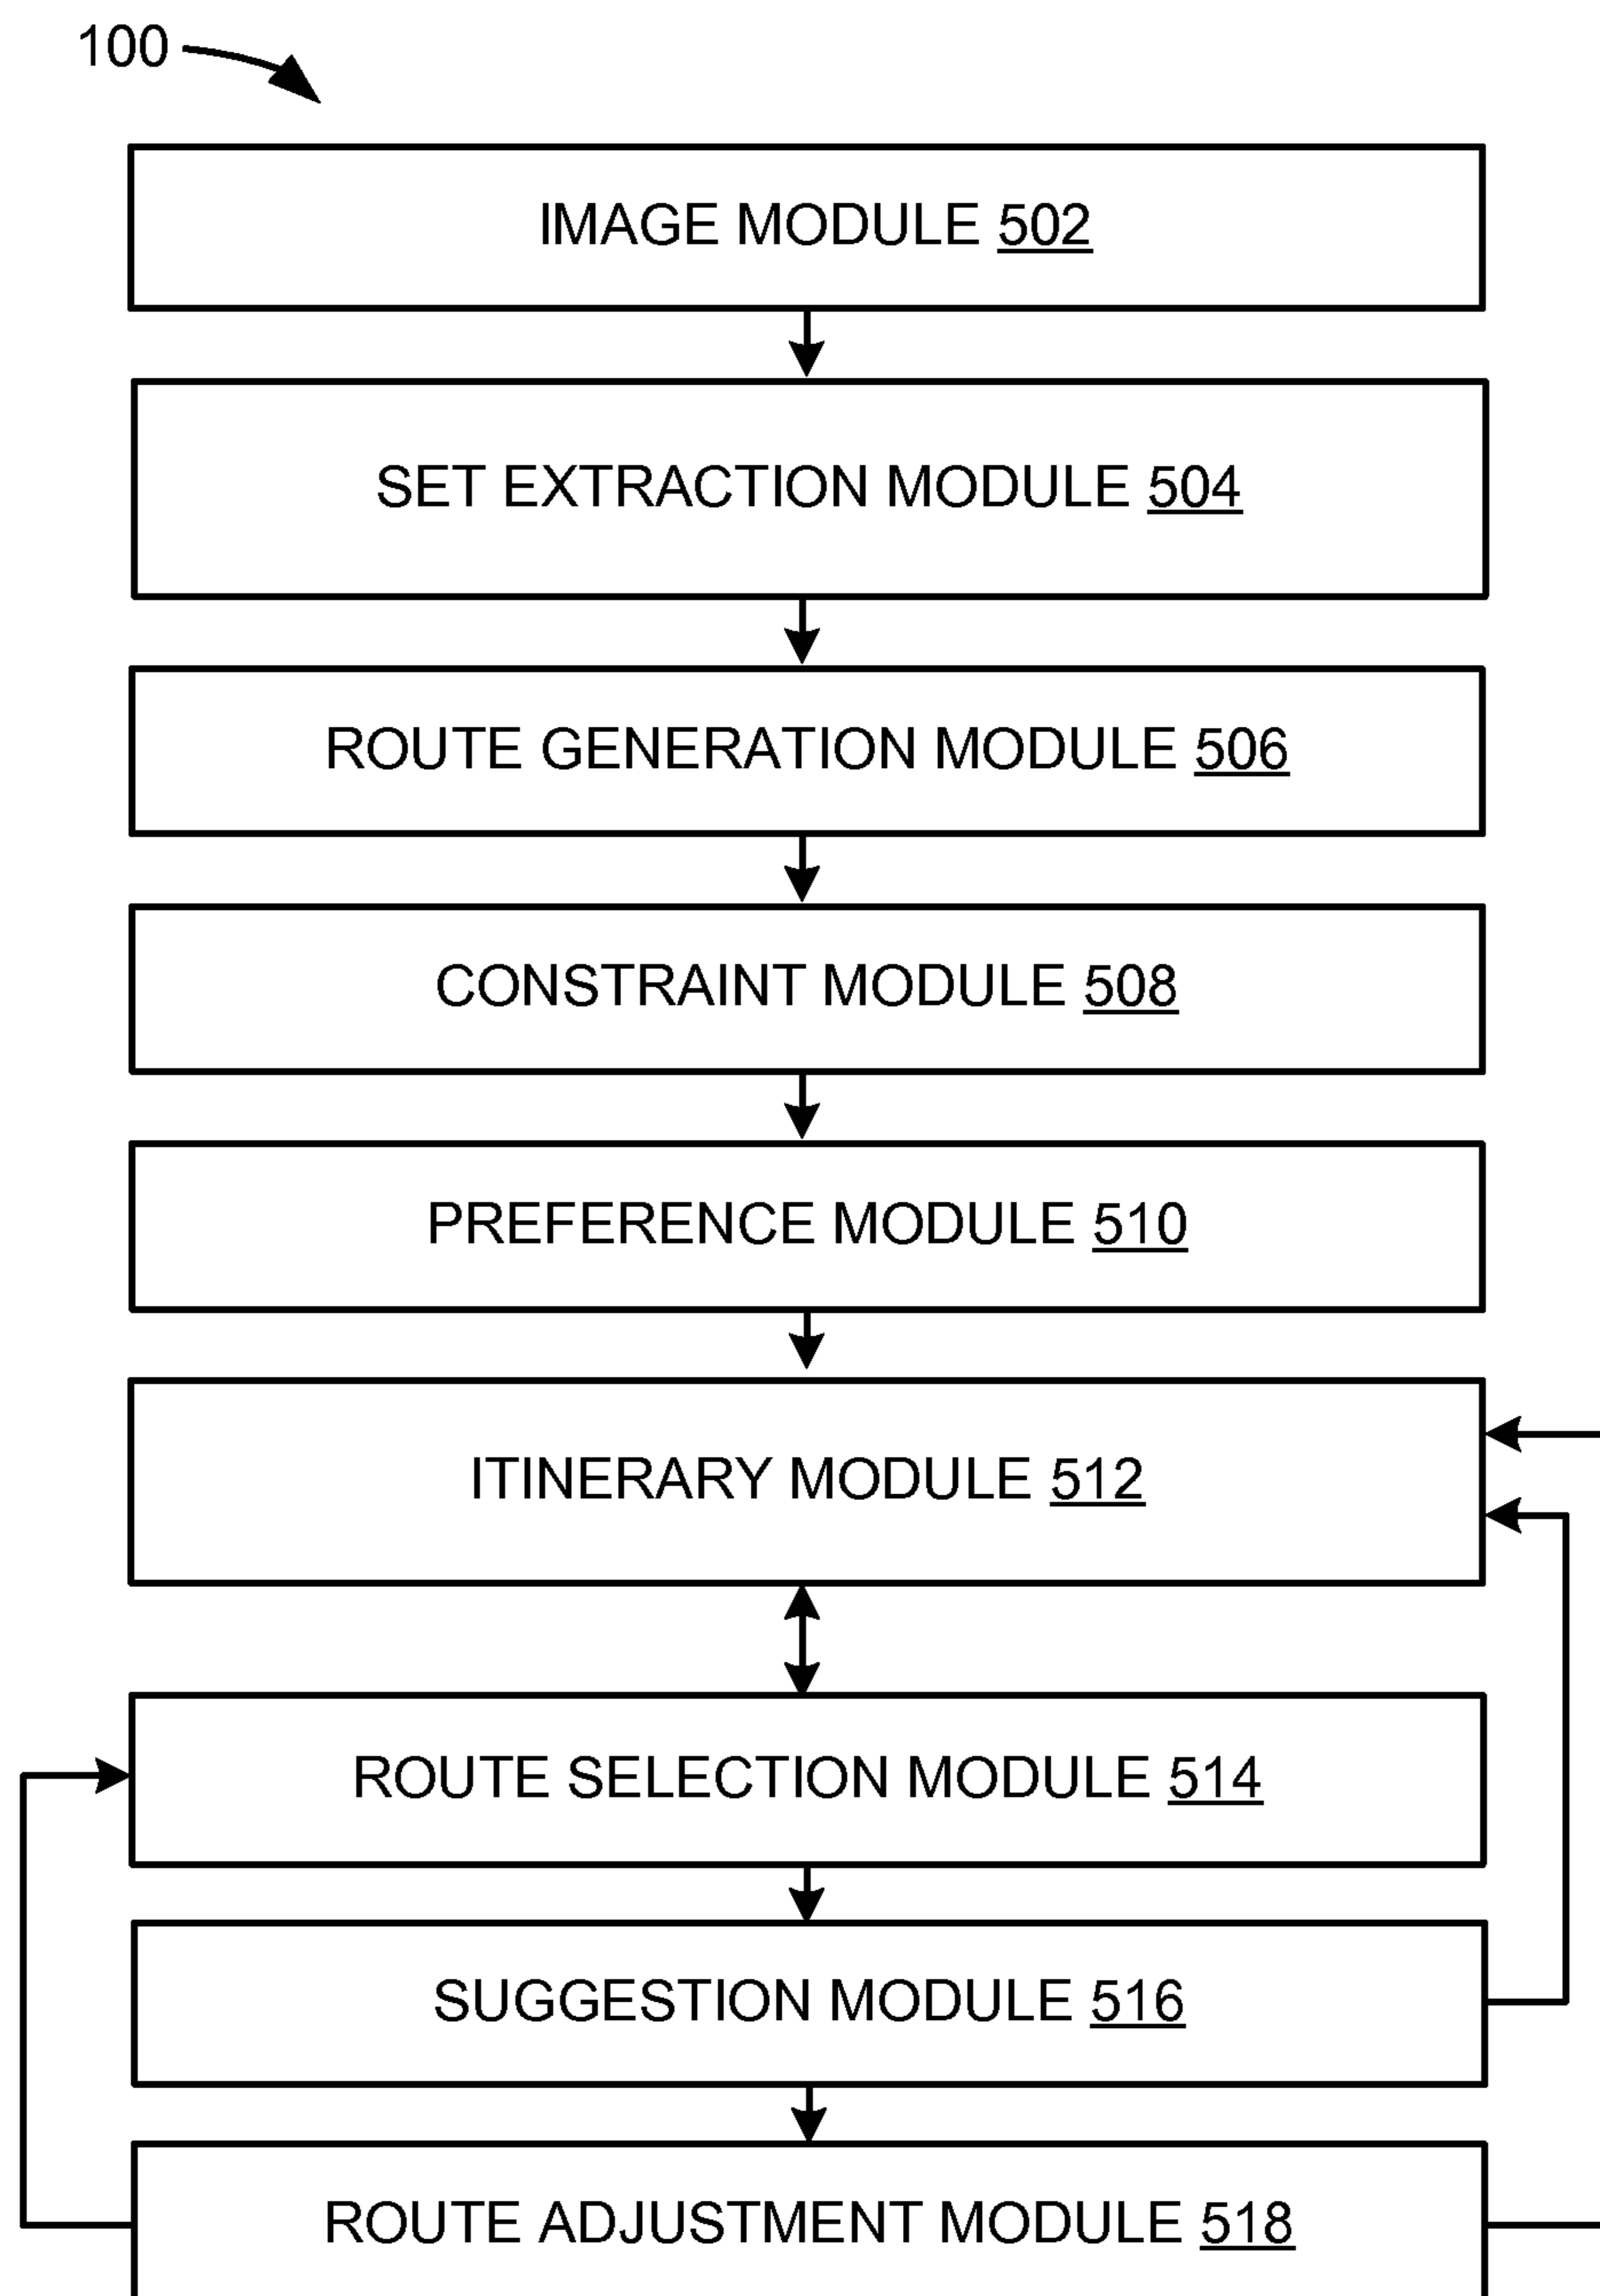 100
IMAGE MODULE 502
SET EXTRACTION MODULE 504
ROUTE GENERATION MODULE 506
CONSTRAINT MODULE 508
PREFERENCE MODULE 510
ITINERARY MODULE 512
ROUTE SELECTION MODULE 514
SUGGESTION MODULE 516
ROUTE ADJUSTMENT MODULE 518